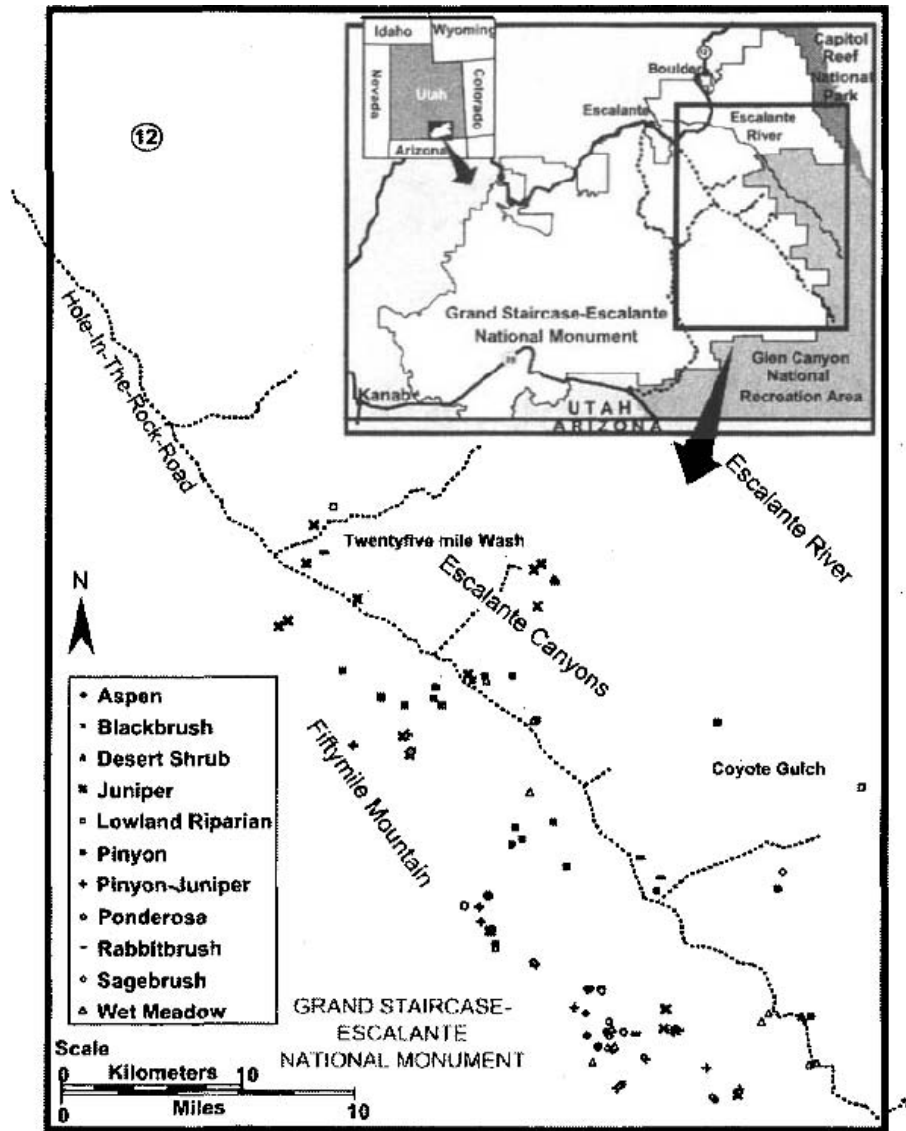 Idaho
Wyoming
Nevada
Utah
Colorado
Arizona
Capitol
Reef
National
Park
Boulder
Escalante
Escalante
River
Grand Staircase-Escalante
National Monument
Glen Canyon
National
Recreation Area
Kanab
UTAH
ARIZONA
12
Hole-In-The-Rock-Road
Escalante River
Twentyfive mile Wash
Escalante Canyons
N
Fiftymile Mountain
Coyote Gulch
Aspen
Blackbrush
Desert Shrub
Juniper
Lowland Riparian
Pinyon
Pinyon-Juniper
Ponderosa
Rabbitbrush
Sagebrush
Wet Meadow
GRAND STAIRCASE-
ESCALANTE
NATIONAL MONUMENT
Scale
0 Kilometers 10
Miles
0 10